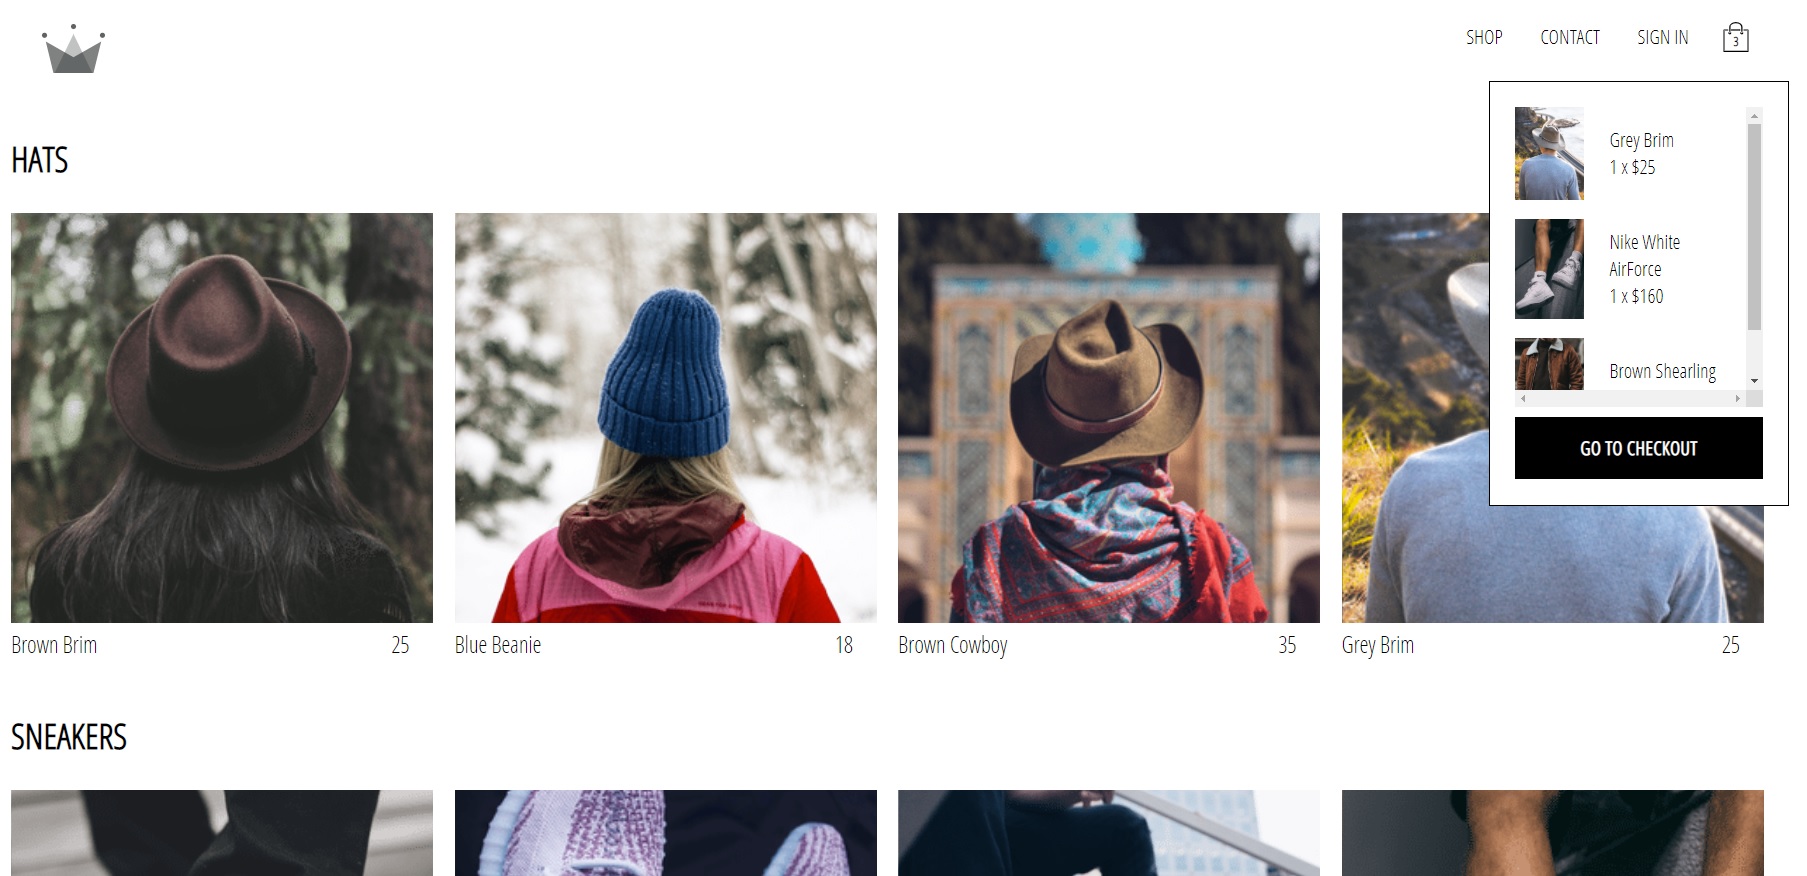 SHOP
CONTACT
SIGN IN
3
Grey Brim
1 x $25
Nike White
AirForce
1 x $160
Brown Shearling
GO TO CHECKOUT
HATS
Brown Brim 25
Blue Beanie 18
Brown Cowboy 35
Grey Brim 25
SNEAKERS